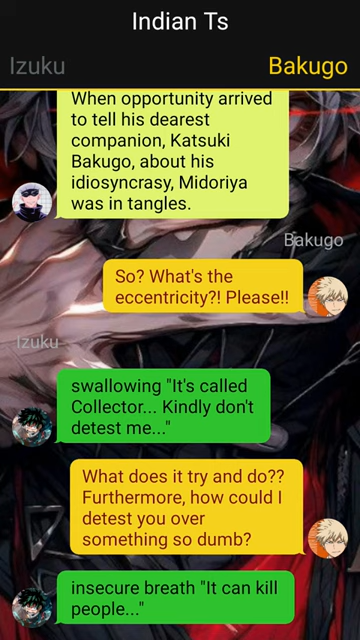 Indian Ts
Izuku
Bakugo
When opportunity arrived
to tell his dearest
companion, Katsuki
Bakugo, about his
idiosyncrasy, Midoriya
was in tangles.
Bakugo
So? What's the
eccentricity?! Please!!
Izuku
swallowing "It's called
Collector... Kindly don't
detest me..."
What does it try and do??
Furthermore, how could I
detest you over
something so dumb?
insecure breath "It can kill
people..."